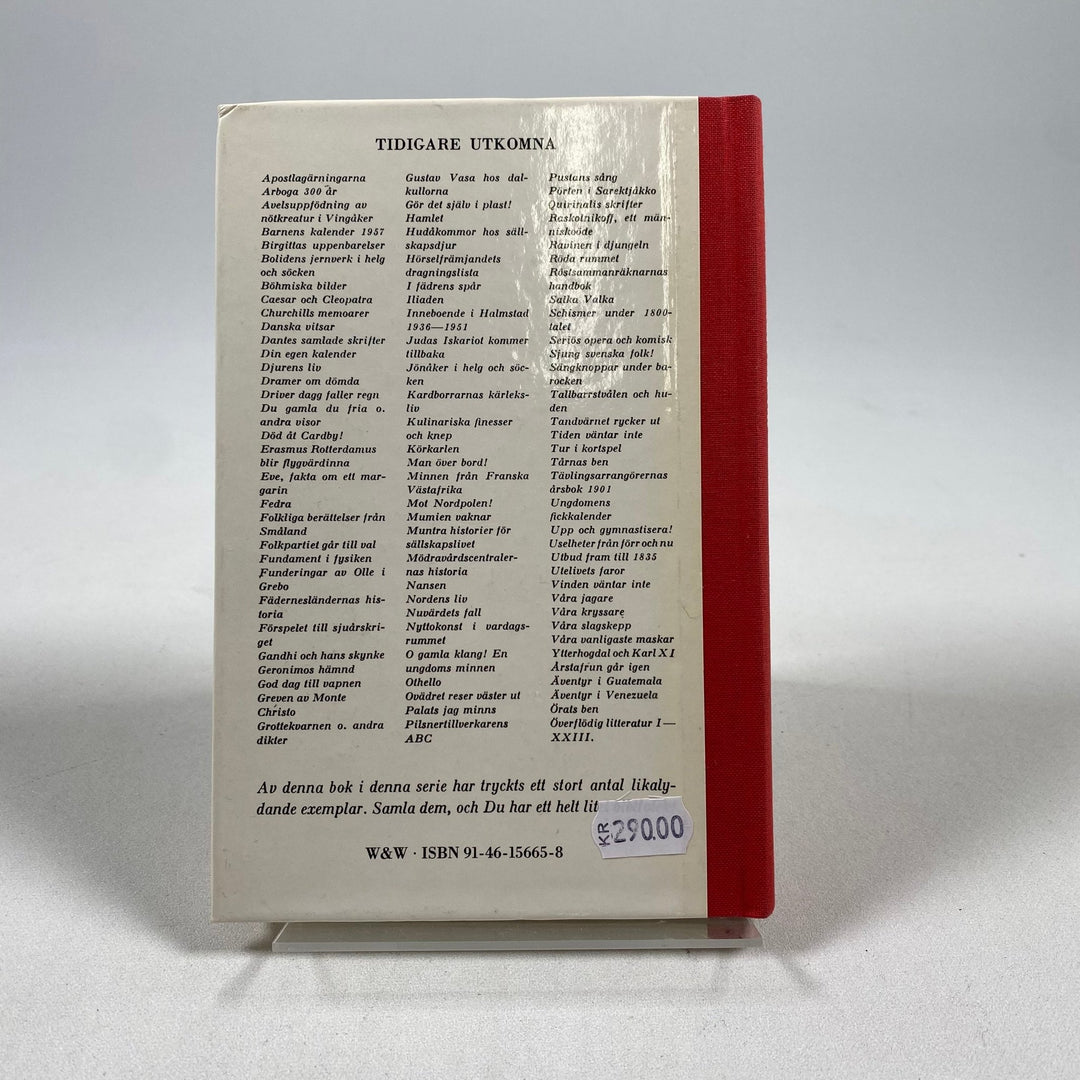 TIDIGARE UTKOMNA
Apostlagärningarna
Arboga 300 år
Avelsuppfödning av
nötkreatur i Vingåker
Barnens kalender 1957
Birgittas uppenbarelser
Bolidens jernverk i helg
och söcken
Böhmiska bilder
Caesar och Cleopatra
Churchills memoarer
Danska vitsar
Dantes samlade skrifter
Din egen kalender
Djurens liv
Dramer om dömda
Driver dagg faller regn
Du gamla du fria o.
andra visor
Död åt Cardby!
Erasmus Rotterdamus
blir flygvärdinna
Eve, fakta om ett mar-
garin
Fedra
Folkliga berättelser från
Småland
Folkpartiet går till val
Fundament i fysiken
Funderingar av Olle i
Grebo
Fädernesländernas his-
toria
Förspelet till sjuårskri-
get
Gandhi och hans skynke
Geronimos hämnd
God dag till vapnen
Greven av Monte
Christo
Grottekvarnen o. andra
dikter
Gustav Vasa hos dal-
kullorna
Gör det själv i plast!
Hamlet
Hudåkommor hos säll-
skapsdjur
Hörselfrämjandets
dragningslista
I fädrens spår
Iliaden
Inneboende i Halmstad
1936—1951
Judas Iskariot kommer
tillbaka
Jönåker i helg och söc-
ken
Kardborrarnas kärleks-
liv
Kulinariska finesser
och knep
Körkarlen
Man över bord!
Minnen från Franska
Västafrika
Mot Nordpolen!
Mumien vaknar
Muntra historier för
sällskapslivet
Mödravårdscentraler-
nas historia
Nansen
Nordens liv
Nuvärdets fall
Nyttokonst i vardags-
rummet
O gamla klang! En
ungdoms minnen
Othello
Ovädret reser väster ut
Palats jag minns
Pilsnertillverkarens
ABC
Pustans sång
Pörten i Sarektjåkko
Quirinalis skrifter
Raskolnikoff, ett män-
niskoöde
Ravinen i djungeln
Röda rummet
Röstsammanräknarnas
handbok
Salka Valka
Schismer under 1800-
talet
Seriös opera och komisk
Sjung svenska folk!
Sångknoppar under ba-
rocken
Tallbarrstvålen och hu-
den
Tandvärnet rycker ut
Tiden väntar inte
Tur i kortspel
Tårnas ben
Tävlingsarrangörernas
årsbok 1901
Ungdomens
fickkalender
Upp och gymnastisera!
Uselheter från förr och nu
Utbud fram till 1835
Utelivets faror
Vinden väntar inte
Våra jagare
Våra kryssare
Våra slagskepp
Våra vanligaste maskar
Ytterhogdal och Karl XI
Årstafrun går igen
Äventyr i Guatemala
Äventyr i Venezuela
Örats ben
Överflödig litteratur I—
XXIII.
Av denna bok i denna serie har tryckts ett stort antal likaly-
dande exemplar. Samla dem, och Du har ett helt lit
KR 290.00
W&W · ISBN 91-46-15665-8